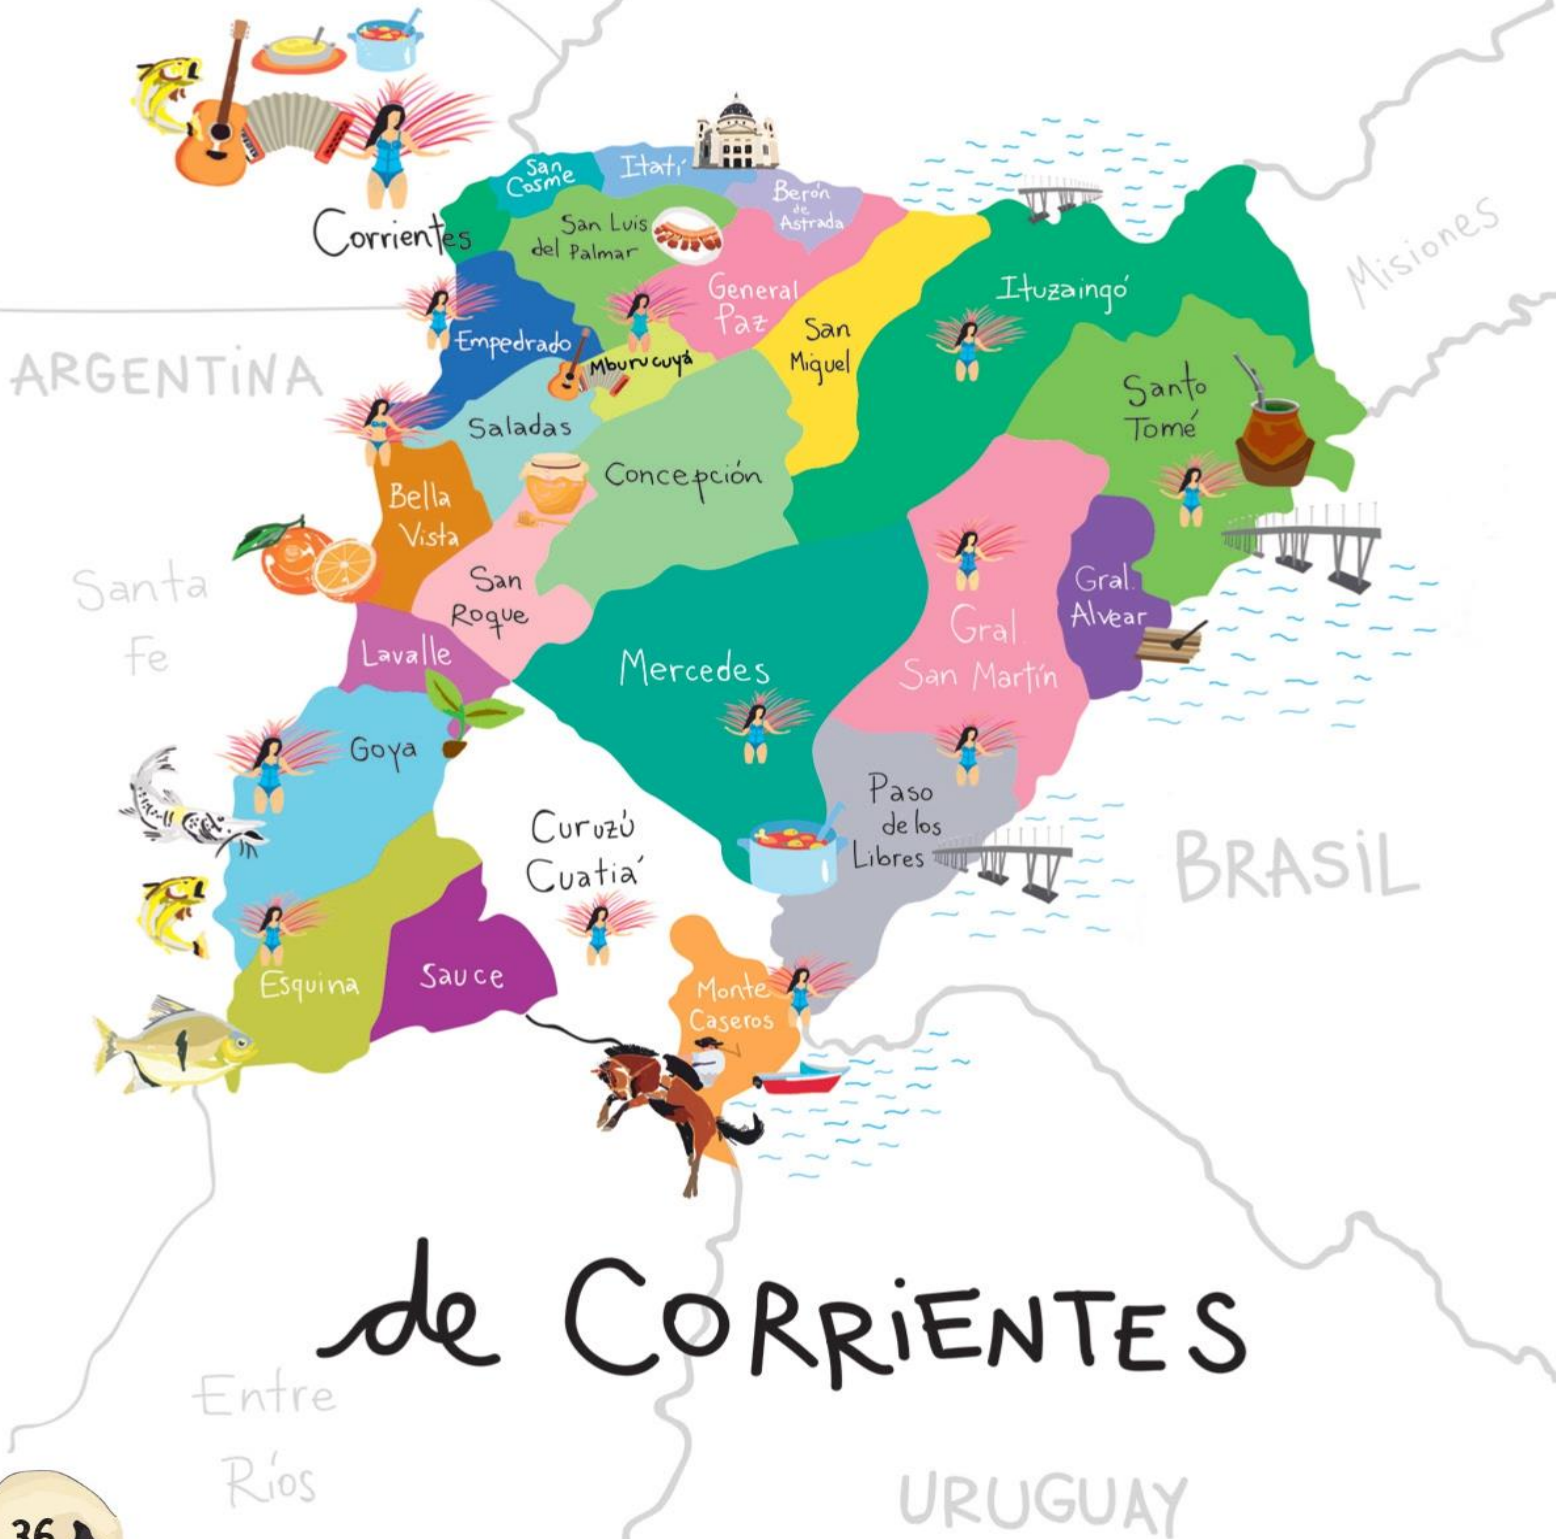 San
Cosme
Itatí
Berón
de
Astrada
Corrientes
San Luis
del Palmar
Misiones
General
Paz
Ituzaingó
San
Miguel
Empedrado
Mburucuyá
ARGENTiNA
Santo
Tomé
Saladas
Concepción
Bella
Vista
Santa
Fe
San
Roque
Gral.
Alvear
Gral.
San Martín
Lavalle
Mercedes
Goya
Paso
de los
Libres
Curuzú
Cuatiá
BRASiL
Esquina
Sauce
Monte
Caseros
de CORRiENTES
Entre
Ríos
URUGUAY
36